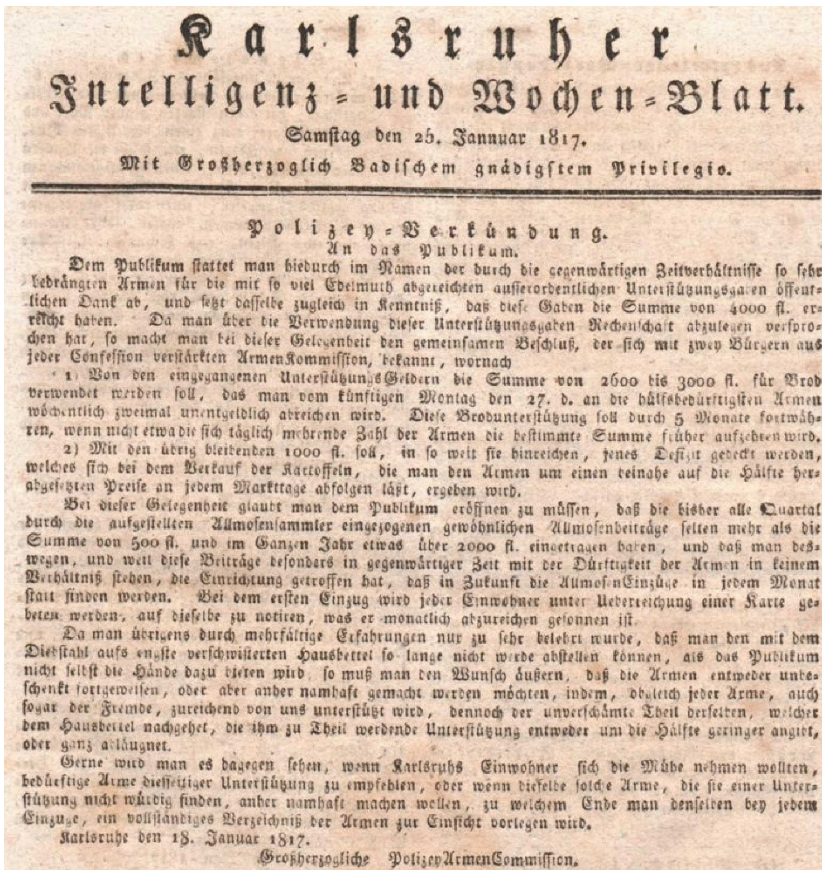 Karlsruher
Intelligenz- und Wochen-Blatt.
Samstag den 25. Jannuar 1817.
Mit Großherzoglich Badischem gnädigstem Privilegio.
Polizey-Verkündung.
An das Publikum.
Dem Publikum stattet man hiedurch im Namen der durch die gegenwärtigen Zeitverhältnisse so sehr
bedrängten Armen für die mit so viel Edelmuth abgereichten ausserordentlichen Unterstützungsgaben öffent-
lichen Dank ab, und setzt dasselbe zugleich in Kenntniß, daß diese Gaben die Summe von 4000 fl. er-
reicht haben. Da man über die Verwendung dieser Unterstützungsgaben Rechenschaft abzulegen verspro-
chen hat, so macht man bei dieser Gelegenheit den gemeinsamen Beschluß, der sich mit zwey Bürgern aus
jeder Confession verstärkten ArmenKommission, bekannt, wornach
1) Von den eingegangenen UnterstützungsGeldern die Summe von 2600 bis 3000 fl. für Brod
verwendet werden soll, das man vom künftigen Montag den 27. d. an die hülfsbedürftigsten Armen
wöchentlich zweimal unentgeldlich abreichen wird. Diese Brodunterstützung soll durch 5 Monate fortwäh-
ren, wenn nicht etwa die sich täglich mehrende Zahl der Armen die bestimmte Summe früher aufzehren wird.
2) Mit den übrig bleibenden 1000 fl. soll, in so weit sie hinreichen, jenes Defizit gedeckt werden,
welches sich bei dem Verkauf der Kartoffeln, die man den Armen um einen beinahe auf die Hälfte her-
abgesetzten Preise an jedem Markttage abfolgen läßt, ergeben wird.
Bei dieser Gelegenheit glaubt man dem Publikum eröffnen zu müssen, daß die bisher alle Quartal
durch die aufgestellten Allmosensammler eingezogenen gewöhnlichen Allmosenbeiträge selten mehr als die
Summe von 500 fl. und im Ganzen Jahr etwas über 2000 fl. eingetragen haben, und daß man des-
wegen, und weil diese Beiträge besonders in gegenwärtiger Zeit mit der Dürftigkeit der Armen in keinem
Verhältniß stehen, die Einrichtung getroffen hat, daß in Zukunft die AllmosenEinzüge in jedem Monat
statt finden werden. Bei dem ersten Einzug wird jeder Einwohner unter Ueberreichung einer Karte ge-
beten werden, auf dieselbe zu notiren, was er monatlich abzureichen gesonnen ist.
Da man übrigens durch mehrfältige Erfahrungen nur zu sehr belehrt wurde, daß man den mit dem
Diebstahl aufs engste verschwisterten Hausbettel so lange nicht werde abstellen können, als das Publikum
nicht selbst die Hände dazu bieten wird, so muß man den Wunsch äußern, daß die Armen entweder unbe-
schenkt fortgewiesen, oder aber anher namhaft gemacht werden möchten, indem, obgleich jeder Arme, auch
sogar der Fremde, zureichend von uns unterstützt wird, dennoch der unverschämte Theil derselben, welcher
dem Hausbettel nachgehet, die ihm zu Theil werdende Unterstützung entweder um die Hälfte geringer angibt,
oder ganz abläugnet.
Gerne wird man es dagegen sehen, wenn Karlsruhs Einwohner sich die Mühe nehmen wollten,
bedürftige Arme diesseitiger Unterstützung zu empfehlen, oder wenn dieselbe solche Arme, die sie einer Unter-
stützung nicht würdig finden, anher namhaft machen wollen, zu welchem Ende man denselben bey jedem
Einzuge, ein vollständiges Verzeichniß der Armen zur Einsicht vorlegen wird.
Karlsruhe den 18. Januar 1817.
Großherzogliche PolizeyArmenCommission.